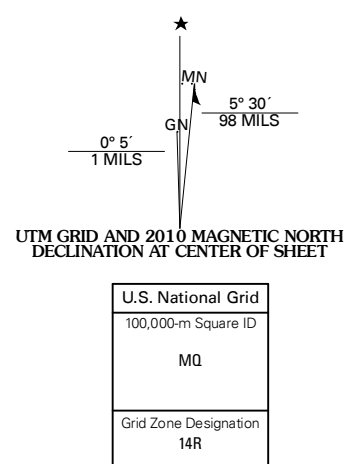 MN
5° 30´
98 MILS
GN
0° 5´
1 MILS
UTM GRID AND 2010 MAGNETIC NORTH
DECLINATION AT CENTER OF SHEET
U.S. National Grid
100,000-m Square ID
MQ
Grid Zone Designation
14R